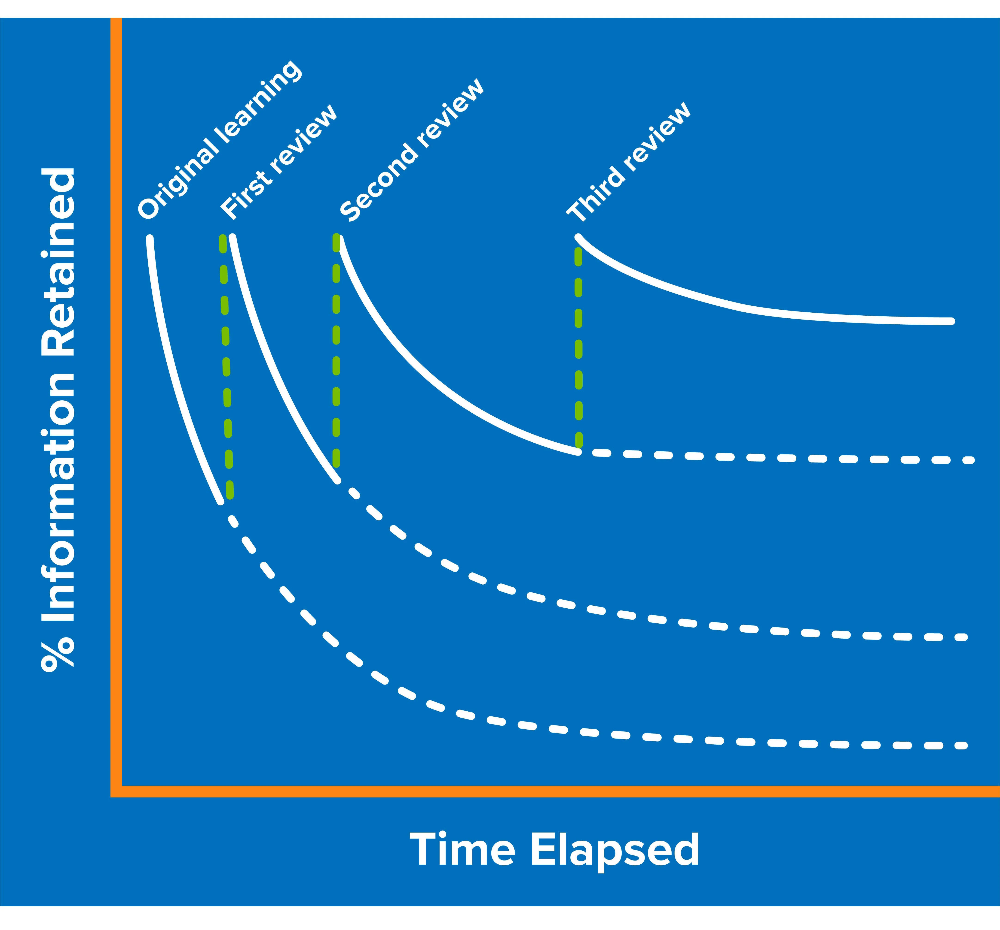 Original learning
First review
Second review
Third review
% Information Retained
Time Elapsed